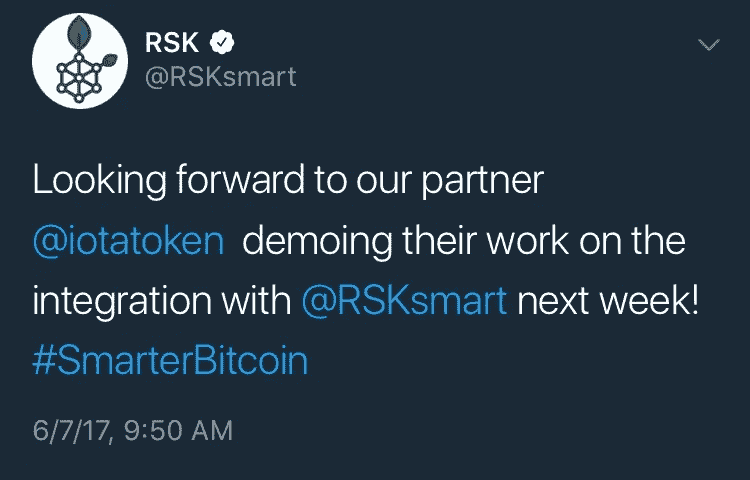 RSK
@RSKsmart
Looking forward to our partner
@iotatoken demoing their work on the
integration with @RSKsmart next week!
#SmarterBitcoin
6/7/17, 9:50 AM